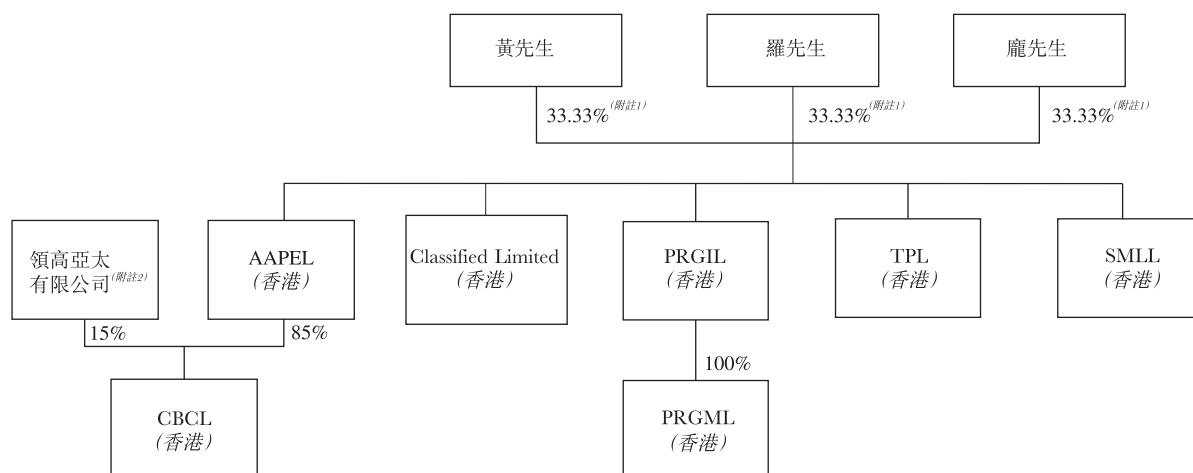 黃先生
羅先生
龐先生
33.33%(附註1)
33.33%(附註1)
33.33%(附註1)
領高亞太
有限公司(附註2)
AAPEL
(香港)
Classified Limited
(香港)
PRGIL
(香港)
TPL
(香港)
SMLL
(香港)
15%
85%
100%
CBCL
(香港)
PRGML
(香港)